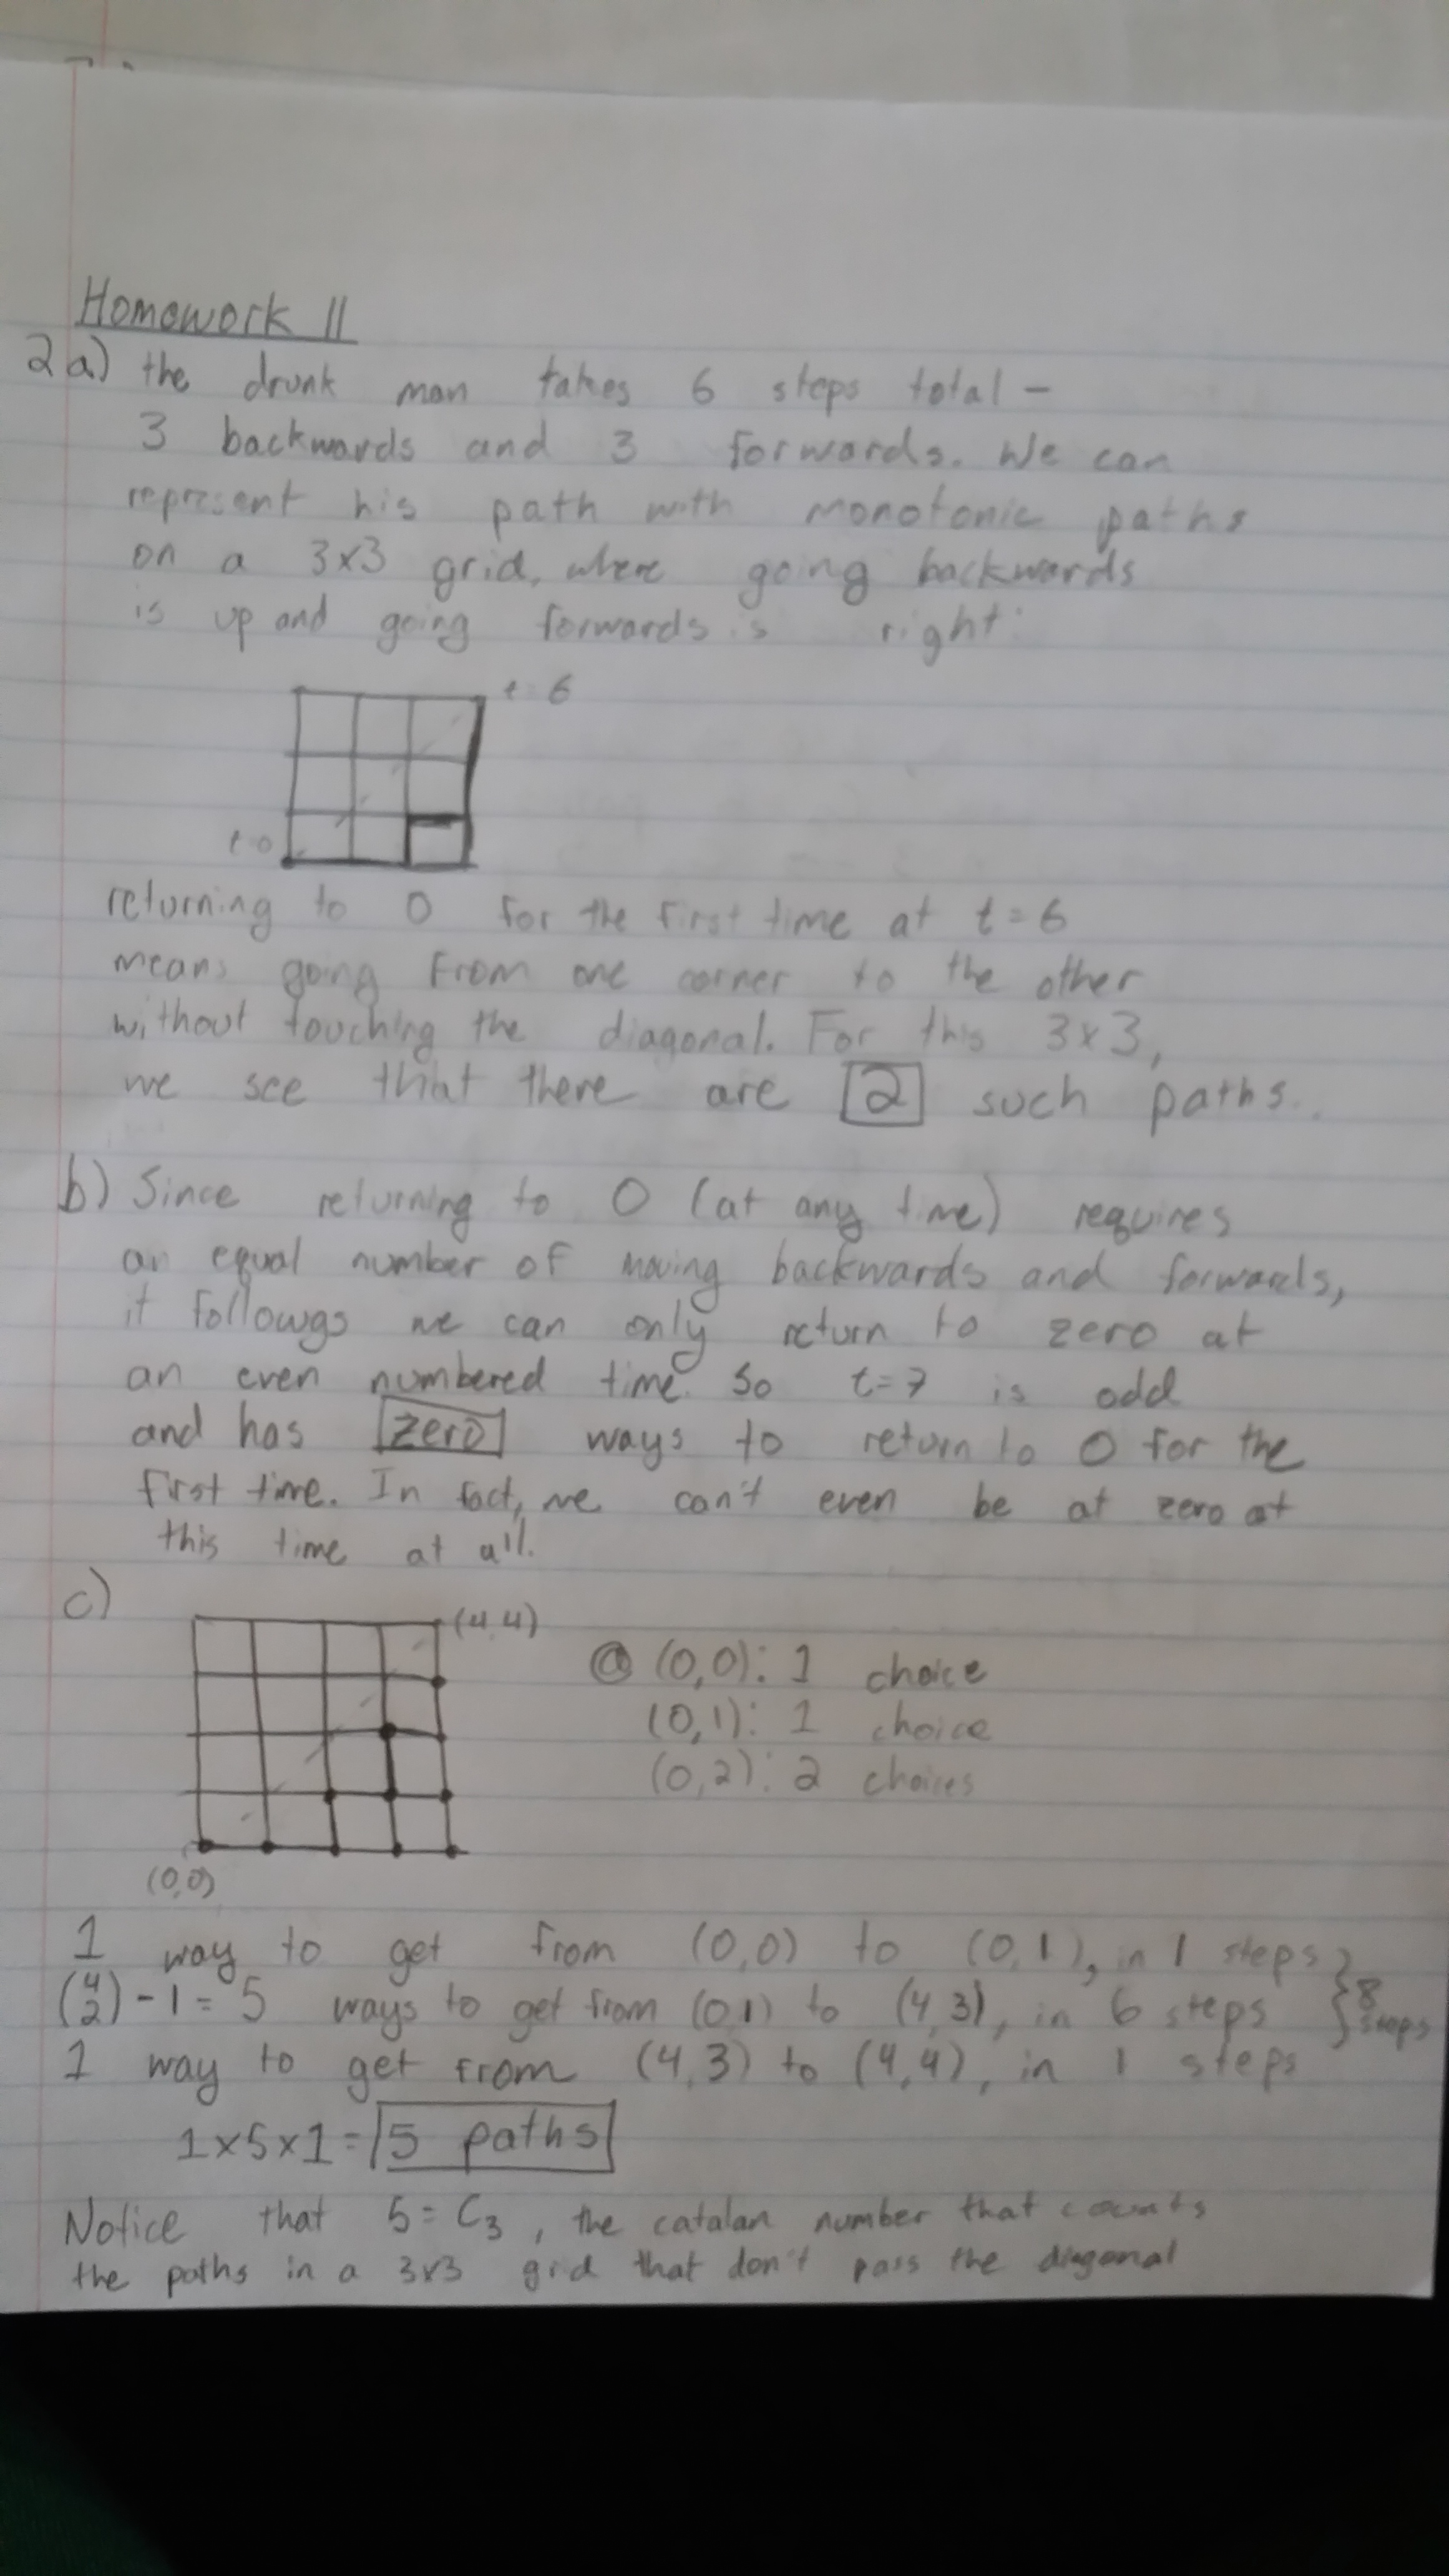 Homework 11
2a) the drunk man takes 6 steps total -
3 backwards and 3 forwards. We can
represent his path with monotonic paths
on a 3x3 grid, where going backwards
is up and going forwards is right:
t=6
t=0
returning to 0 for the first time at t=6
means going from one corner to the other
without touching the diagonal. For this 3x3,
we see that there are 2 such paths.
b) Since returning to 0 (at any time) requires
an equal number of moving backwards and forwards,
it followgs we can only return to zero at
an even numbered time. So t=7 is odd
and has zero ways to return to 0 for the
first time. In fact, we can't even be at zero at
this time at all.
c)
(4,4)
@ (0,0): 1 choice
(0,1): 1 choice
(0,2): 2 choices
(0,0)
1 way to get from (0,0) to (0,1), in 1 steps
(4 2) - 1 = 5 ways to get from (0,1) to (4,3), in 6 steps } 8 steps
1 way to get from (4,3) to (4,4), in 1 steps
1x5x1 = 5 paths
Notice that 5 = C3, the catalan number that counts
the paths in a 3x3 grid that don't pass the diagonal